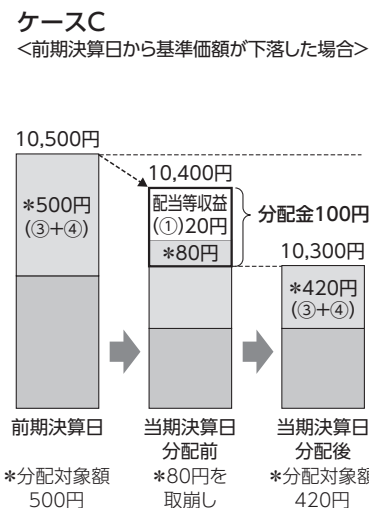 ケースC
<前期決算日から基準価額が下落した場合>
10,500円
10,400円
*500円
(③+④)
配当等収益
(①)20円
*80円
分配金100円
10,300円
*420円
(③+④)
前期決算日
当期決算日
分配前
当期決算日
分配後
*分配対象額
500円
*80円を
取崩し
*分配対象額
420円